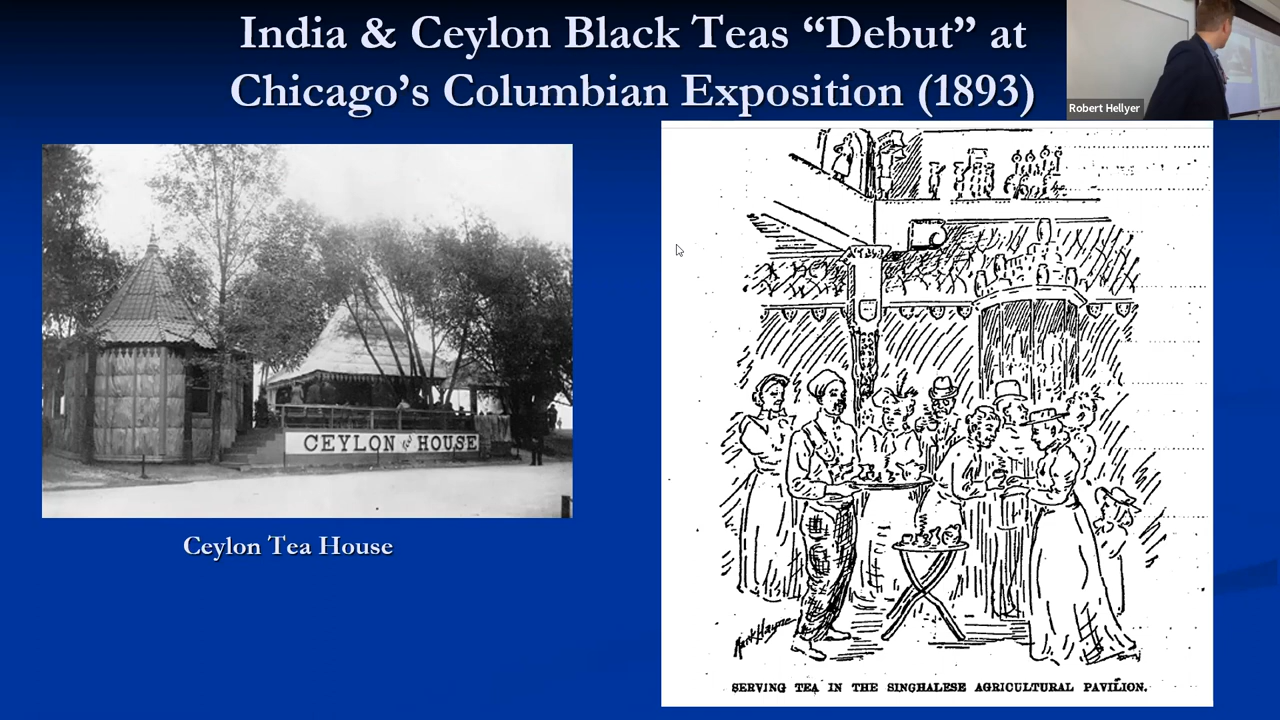 India & Ceylon Black Teas “Debut” at
Chicago’s Columbian Exposition (1893)
Robert Hellyer
CEYLON HOUSE
Ceylon Tea House
SERVING TEA IN THE SINGHALESE AGRICULTURAL PAVILION.